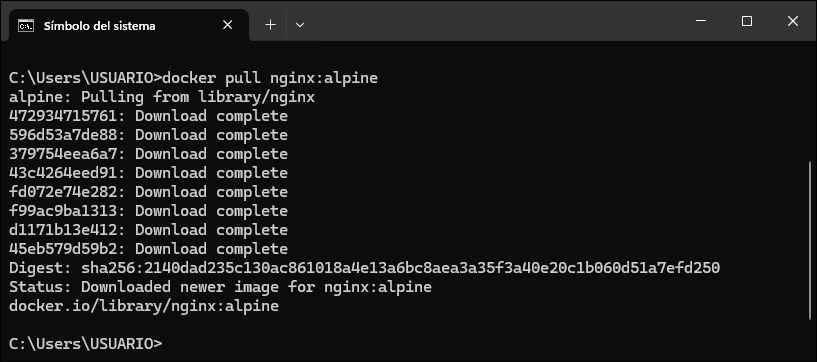 Símbolo del sistema
C:\Users\USUARIO>docker pull nginx:alpine
alpine: Pulling from library/nginx
472934715761: Download complete
596d53a7de88: Download complete
379754eea6a7: Download complete
43c4264eed91: Download complete
fd072e74e282: Download complete
f99ac9ba1313: Download complete
d1171b13e412: Download complete
45eb579d59b2: Download complete
Digest: sha256:2140dad235c130ac861018a4e13a6bc8aea3a35f3a40e20c1b060d51a7efd250
Status: Downloaded newer image for nginx:alpine
docker.io/library/nginx:alpine
C:\Users\USUARIO>